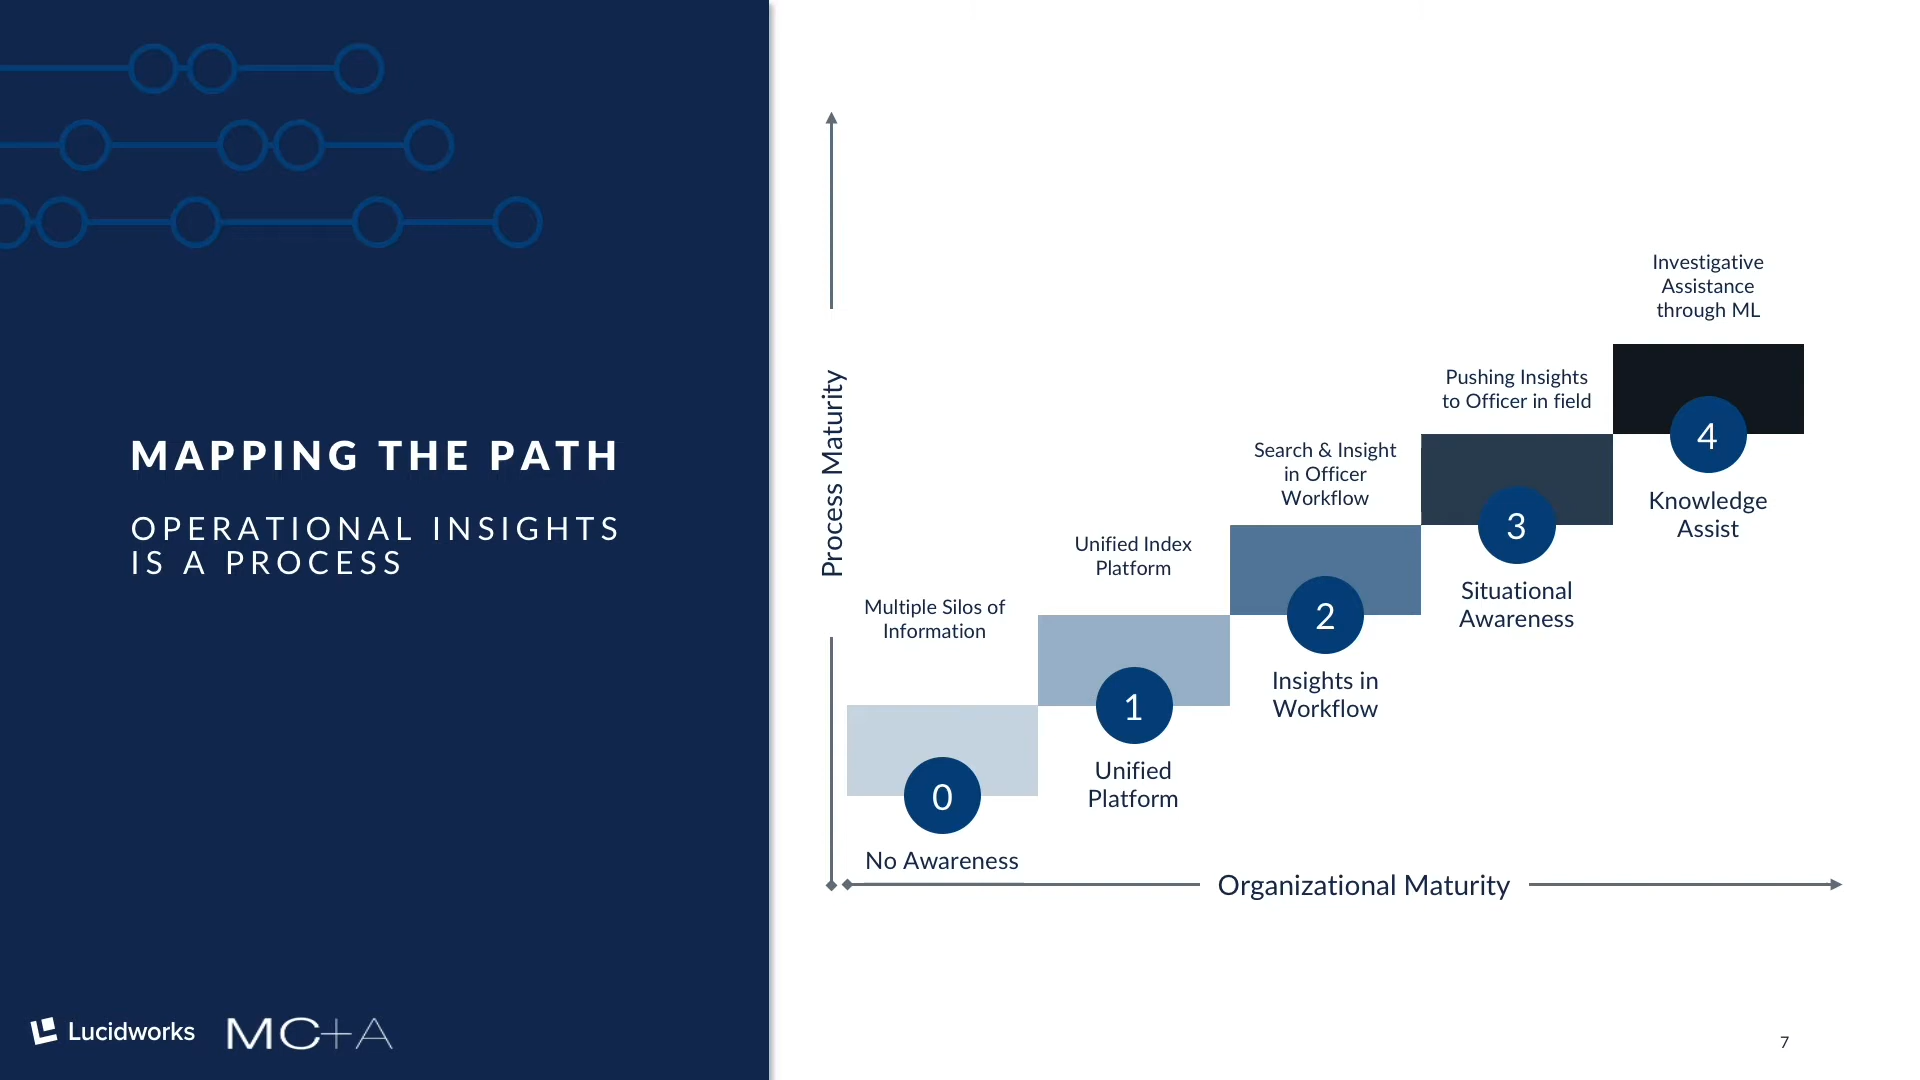 MAPPING THE PATH
OPERATIONAL INSIGHTS
IS A PROCESS
Lucidworks
MC+A
Process Maturity
Multiple Silos of
Information
0
No Awareness
Unified Index
Platform
1
Unified
Platform
Search & Insight
in Officer
Workflow
2
Insights in
Workflow
Pushing Insights
to Officer in field
3
Situational
Awareness
Investigative
Assistance
through ML
4
Knowledge
Assist
Organizational Maturity
7